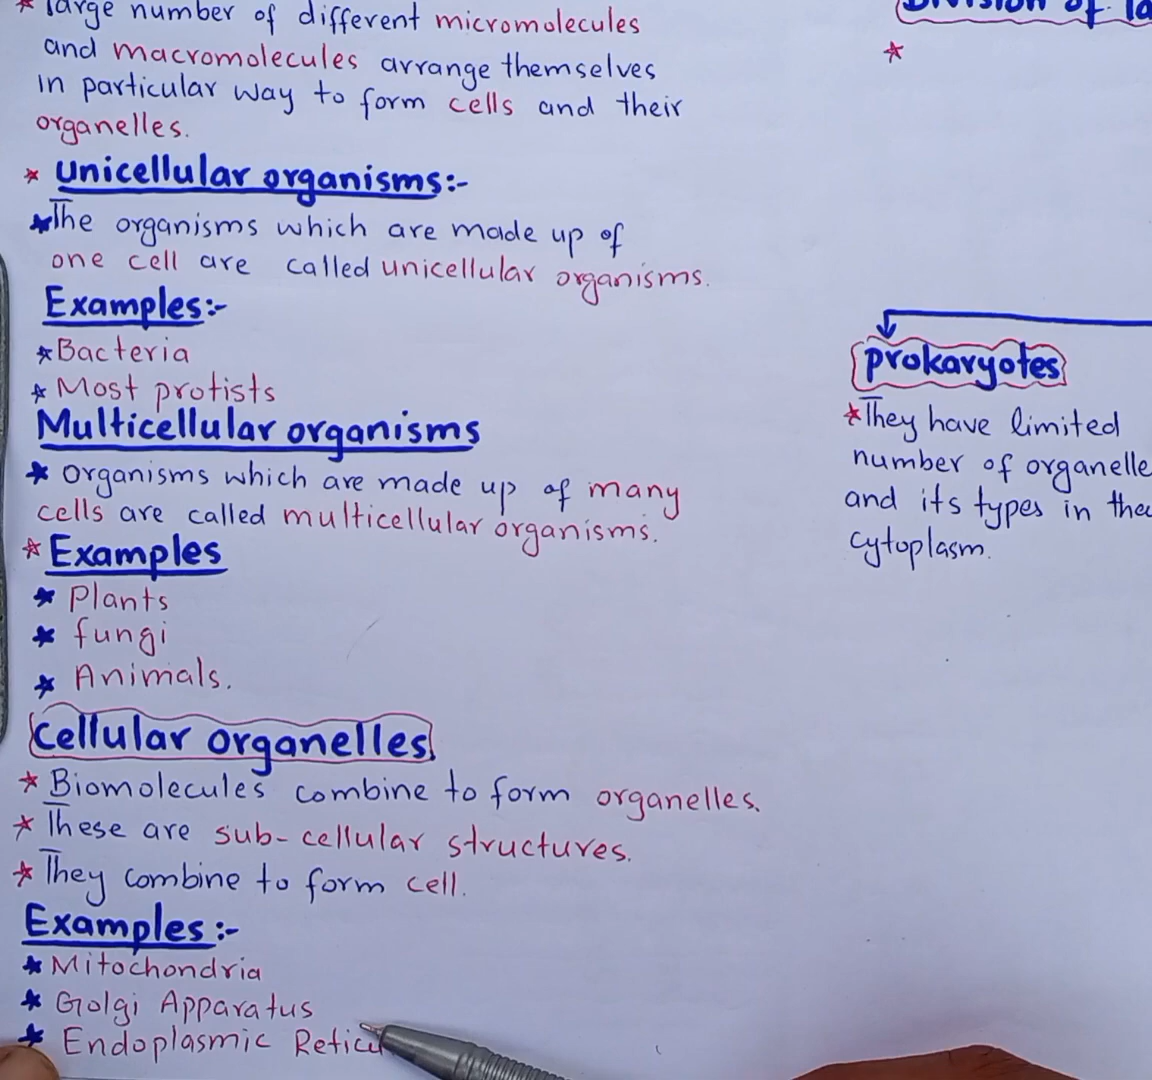 * large number of different micromolecules
and macromolecules arrange themselves
in particular way to form cells and their
organelles.
* Unicellular organisms:-
*The organisms which are made up of
one cell are called unicellular organisms.
Examples:-
*Bacteria
* Most protists
Multicellular organisms
* organisms which are made up of many
cells are called multicellular organisms.
* Examples
* Plants
* fungi
* Animals.
Cellular organelles
* Biomolecules combine to form organelles.
* These are sub-cellular structures.
* They combine to form cell.
Examples:-
* Mitochondria
* Golgi Apparatus
* Endoplasmic
Division of
*
prokaryotes
*They have limited
number of organelle
and its types in
cytoplasm.